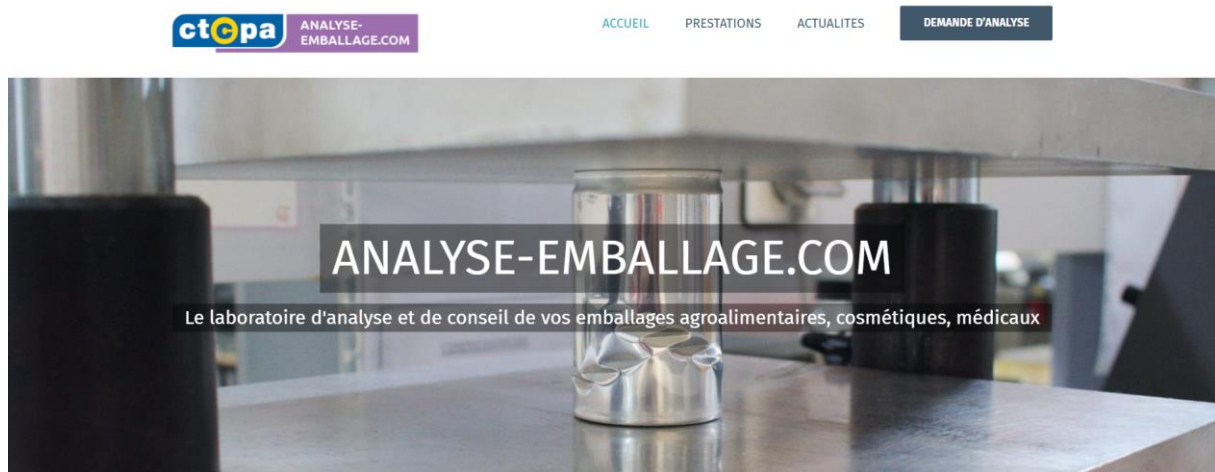 ctcpa
ANALYSE-
EMBALLAGE.COM
ACCUEIL
PRESTATIONS
ACTUALITES
DEMANDE D'ANALYSE
ANALYSE-EMBALLAGE.COM
Le laboratoire d'analyse et de conseil de vos emballages agroalimentaires, cosmétiques, médicaux